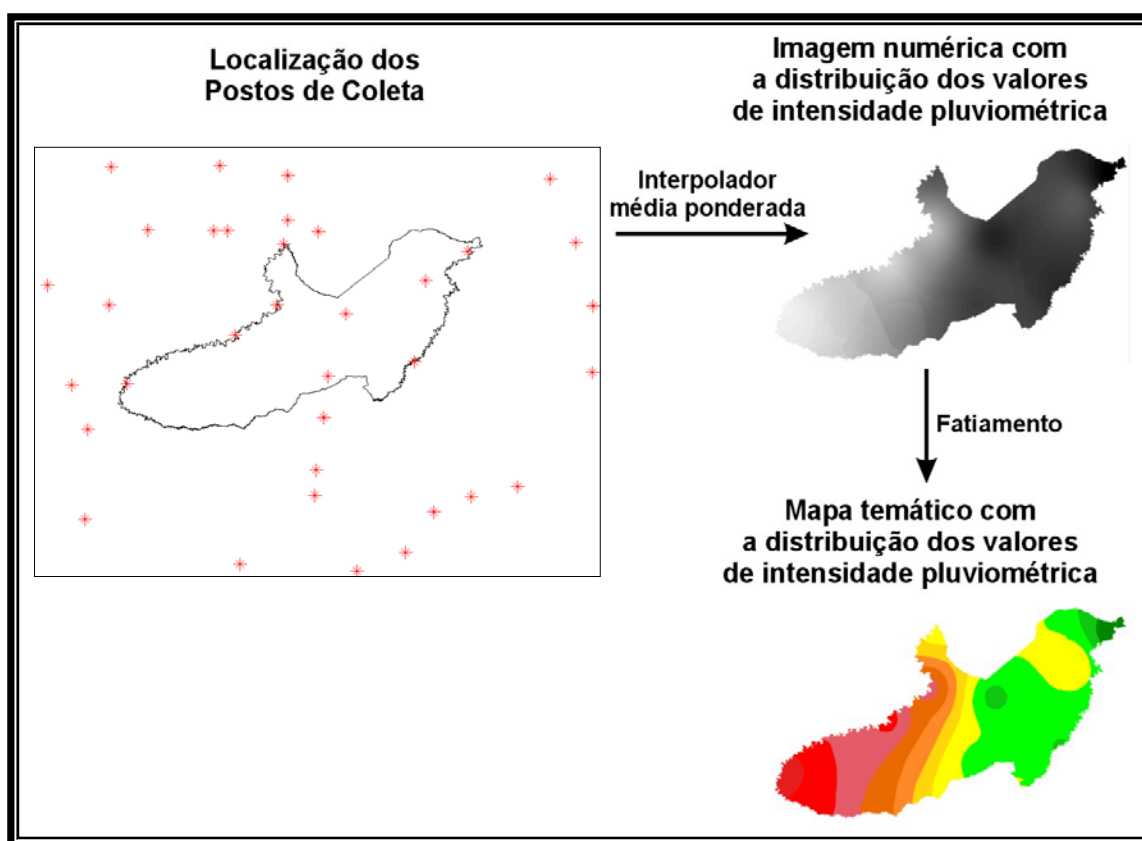 Localização dos
Postos de Coleta
Imagem numérica com
a distribuição dos valores
de intensidade pluviométrica
Interpolador
média ponderada
Fatiamento
Mapa temático com
a distribuição dos valores
de intensidade pluviométrica